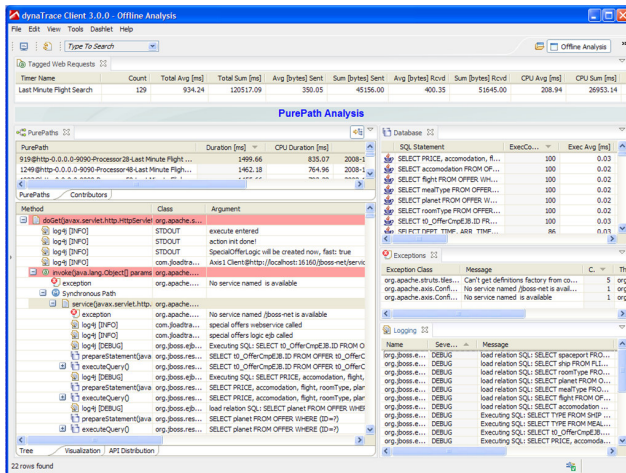 dynaTrace Client 3.0.0 - Offline Analysis
File Edit View Tools Dashlet Help
Type To Search Offline Analysis
Tagged Web Requests
Timer Name Count Total Avg [ms] Total Sum [ms] Avg [bytes] Sent Sum [bytes] Sent Avg [bytes] Rcvd Sum [bytes] Rcvd CPU Avg [ms] CPU Sum [ms]
Last Minute Flight Search 129 934.24 120517.09 350.05 45156.00 400.35 51645.00 208.94 26953.14
PurePath Analysis
PurePaths
PurePath Duration [ms] CPU Duration [ms]
919@http-0.0.0.0-9090-Processor28-Last Minute Flight ... 1499.66 835.07 2008-1
1249@http-0.0.0.0-9090-Processor48-Last Minute Flight ... 1462.18 764.96 2008-1
PurePaths Contributors
Method Class Argument
doGet(javax.servlet.http.HttpServlet org.apache.s...
log4j [INFO] STDOUT execute entered
log4j [INFO] STDOUT action init done!
log4j [INFO] STDOUT SpecialOfferLogic will be created now, fast: true
log4j [INFO] com.jloadtra... Axis1Client@http://localhost:16160/jboss-net/servic
invoke(java.lang.Object[] params org.apache....
exception org.apache.... No service named is available
Synchronous Path
service(javax.servlet.http. org.apache....
exception org.apache.... No service named /jboss-net is available
log4j [INFO] com.jloadtra... special offers webservice called
log4j [INFO] com.jloadtra... special offers logic ejb called
log4j [DEBUG] org.jboss.ejb... Executing SQL: SELECT t0_OfferCmpEJB.ID FROM O
prepareStatement(java org.jboss.res... SELECT t0_OfferCmpEJB.ID FROM OFFER t0_OfferC
executeQuery() org.jboss.res... SELECT t0_OfferCmpEJB.ID FROM OFFER t0_OfferC
log4j [DEBUG] org.jboss.ejb... Executing SQL: SELECT PRICE, accomodation, flight,
prepareStatement(java org.jboss.res... SELECT PRICE, accomodation, flight, roomType, plan
executeQuery() org.jboss.res... SELECT PRICE, accomodation, flight, roomType, plan
log4j [DEBUG] org.jboss.ejb... load relation SQL: SELECT planet FROM OFFER WHE
prepareStatement(java org.jboss.res... SELECT planet FROM OFFER WHERE (ID=?)
executeQuery() org.jboss.res... SELECT planet FROM OFFER WHERE (ID=?)
Tree Visualization API Distribution
22 rows found
Database
SQL Statement ExecCo... Exec Avg [ms]
SELECT PRICE, accomodation, fl... 100 0.03
SELECT accomodation FROM OF... 100 0.02
SELECT flight FROM OFFER WH... 100 0.02
SELECT mealType FROM OFFER... 100 0.02
SELECT planet FROM OFFER W... 100 0.02
SELECT roomType FROM OFFER... 100 0.02
SELECT DEPT_TIME, ARR_TIME... 86 0.03
Exceptions
Exception Class Message C... Th
org.apache.struts.tiles... Can't get definitions factory from co... 5 org
org.apache.axis.Confi... No service named /jboss-net is avail... 1 org
org.apache.axis.Confi... No service named is available 1 org
Logging
Name Seve... Message
org.jboss.e... DEBUG load relation SQL: SELECT spaceport FRO...
org.jboss.e... DEBUG load relation SQL: SELECT ship FROM FLI...
org.jboss.e... DEBUG load relation SQL: SELECT roomType FRO...
org.jboss.e... DEBUG load relation SQL: SELECT planet FROM O...
org.jboss.e... DEBUG load relation SQL: SELECT mealType FRO...
org.jboss.e... DEBUG load relation SQL: SELECT flight FROM OF...
org.jboss.e... DEBUG load relation SQL: SELECT accomodation ...
org.jboss.e... DEBUG Executing SQL: SELECT TYPE FROM SHIP ...
org.jboss.e... DEBUG Executing SQL: SELECT TYPE FROM MEAL...
org.jboss.e... DEBUG Executing SQL: SELECT t0_OfferCmpEJB....
org.jboss.e... DEBUG Executing SQL: SELECT PRICE, accomoda...